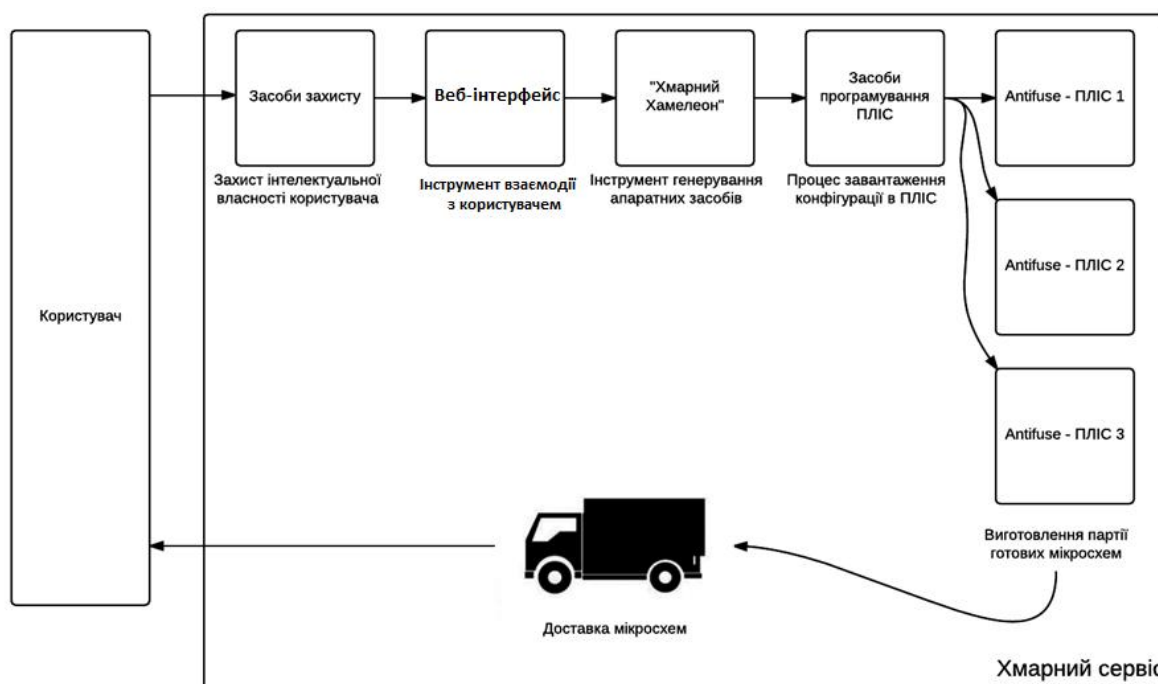 Користувач
Засоби захисту
Захист інтелектуальної
власності користувача
Веб-інтерфейс
Інструмент взаємодії
з користувачем
"Хмарний
Хамелеон"
Інструмент генерування
апаратних засобів
Засоби
програмування
ПЛІС
Процес завантаження
конфігурації в ПЛІС
Antifuse - ПЛІС 1
Antifuse - ПЛІС 2
Antifuse - ПЛІС 3
Виготовлення партії
готових мікросхем
Доставка мікросхем
Хмарний сервіс